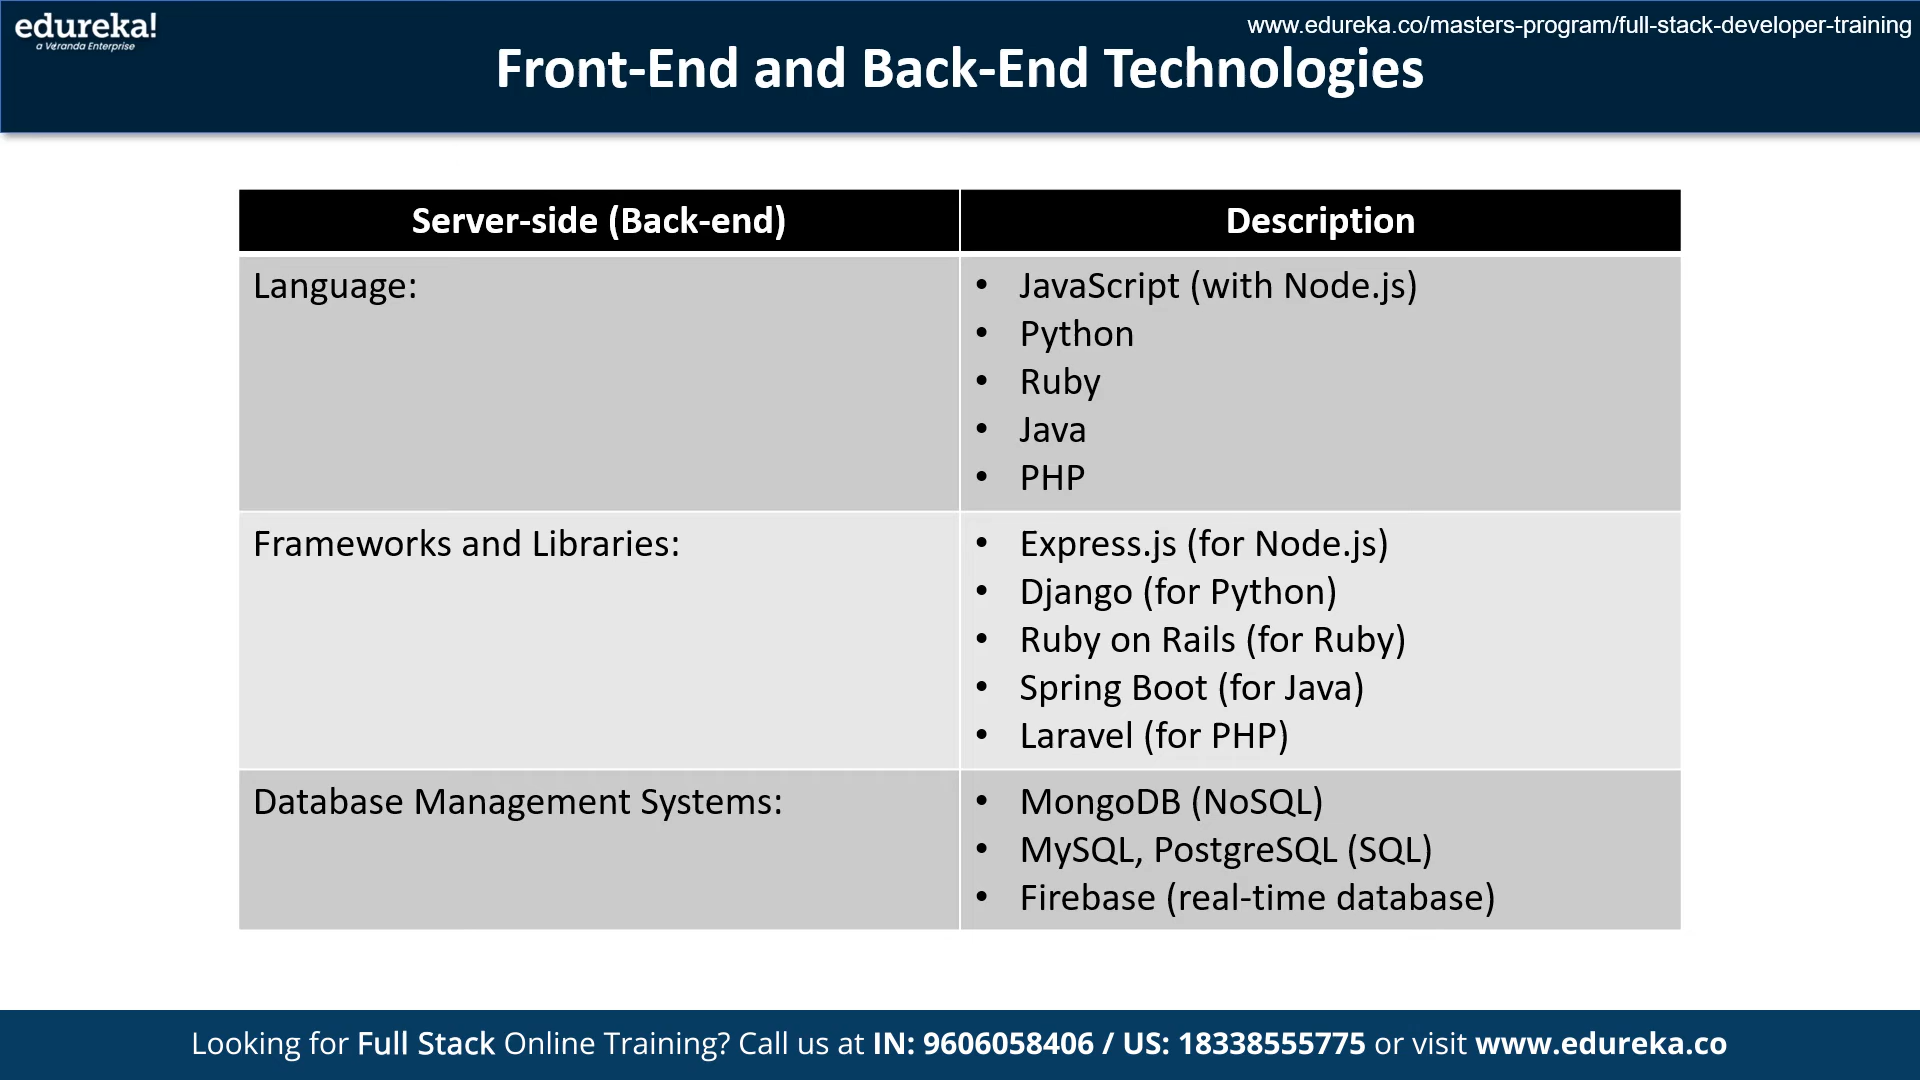 edureka!
a Veranda Enterprise
www.edureka.co/masters-program/full-stack-developer-training
Front-End and Back-End Technologies
Server-side (Back-end)
Description
Language:
• JavaScript (with Node.js)
• Python
• Ruby
• Java
• PHP
Frameworks and Libraries:
• Express.js (for Node.js)
• Django (for Python)
• Ruby on Rails (for Ruby)
• Spring Boot (for Java)
• Laravel (for PHP)
Database Management Systems:
• MongoDB (NoSQL)
• MySQL, PostgreSQL (SQL)
• Firebase (real-time database)
Looking for Full Stack Online Training? Call us at IN: 9606058406 / US: 18338555775 or visit www.edureka.co